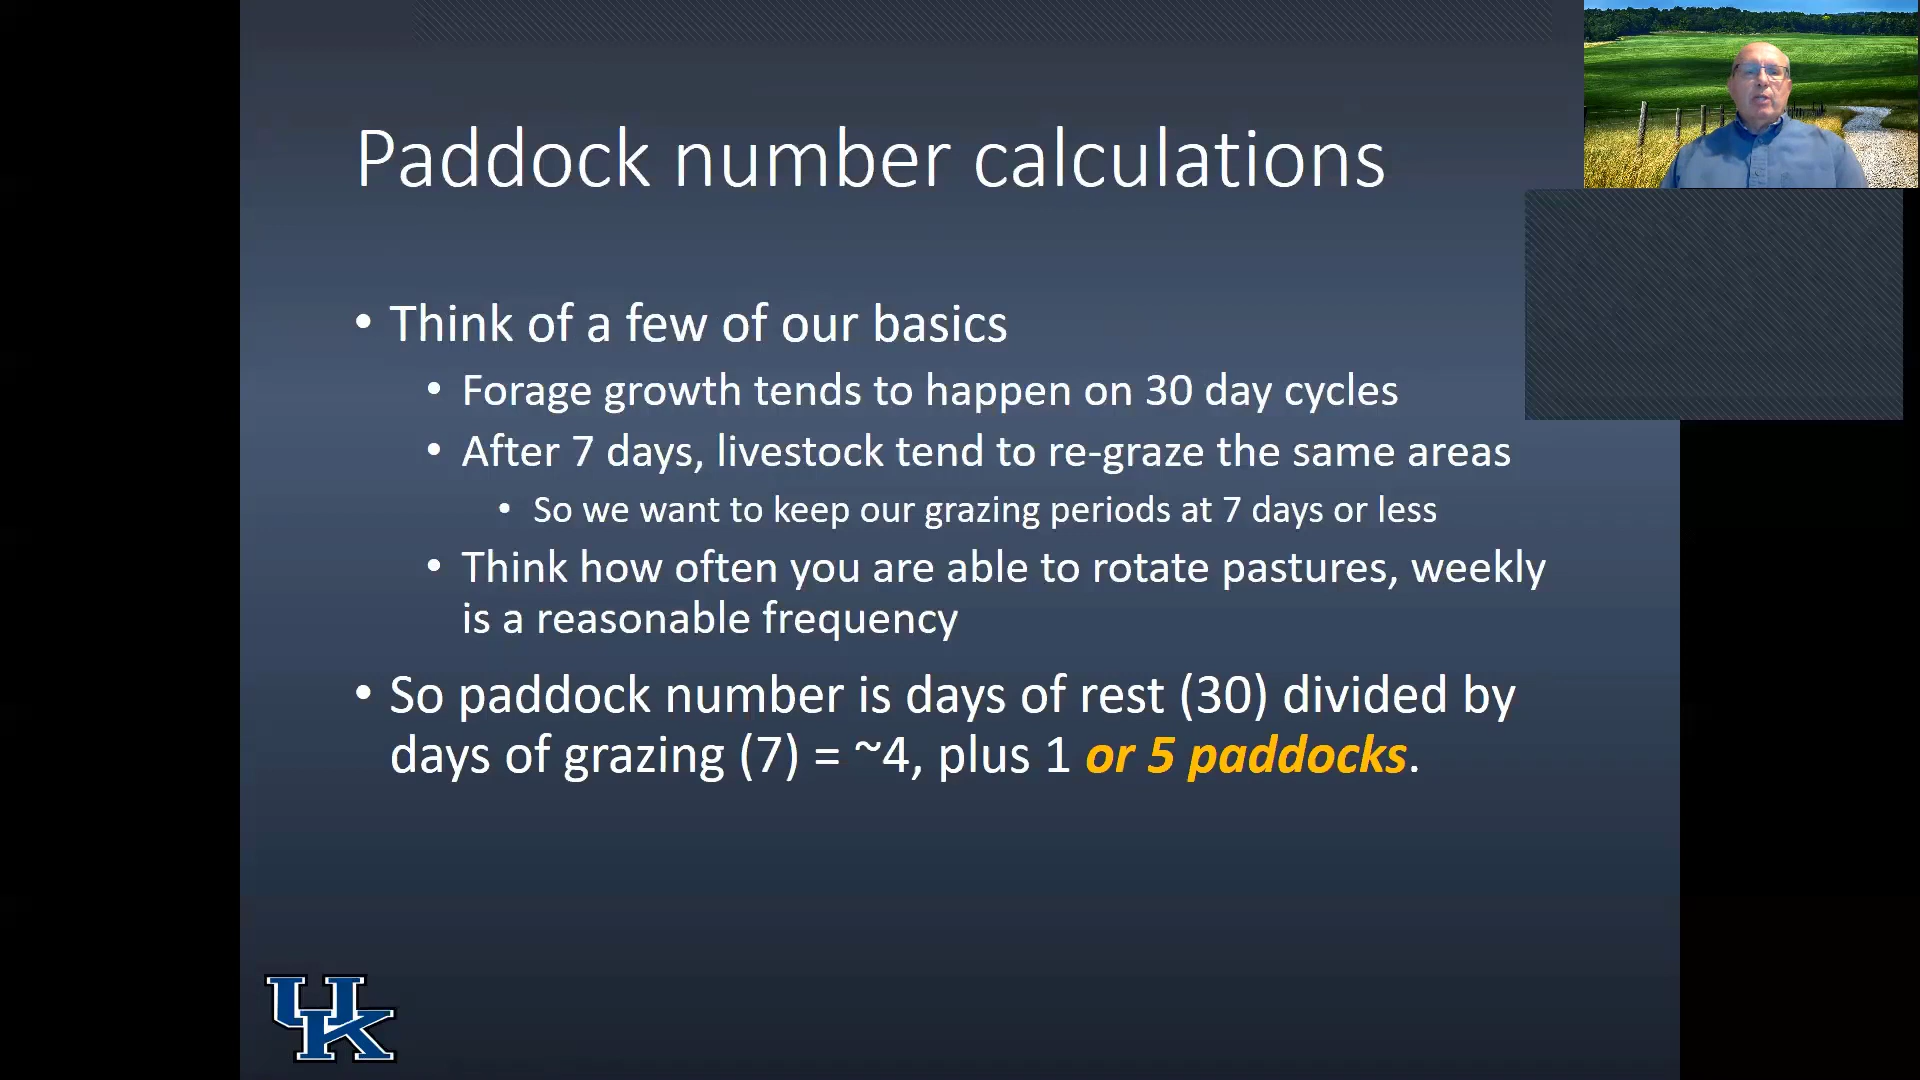 Paddock number calculations
• Think of a few of our basics
• Forage growth tends to happen on 30 day cycles
• After 7 days, livestock tend to re-graze the same areas
• So we want to keep our grazing periods at 7 days or less
• Think how often you are able to rotate pastures, weekly
is a reasonable frequency
• So paddock number is days of rest (30) divided by
days of grazing (7) = ~4, plus 1 or 5 paddocks.
UK